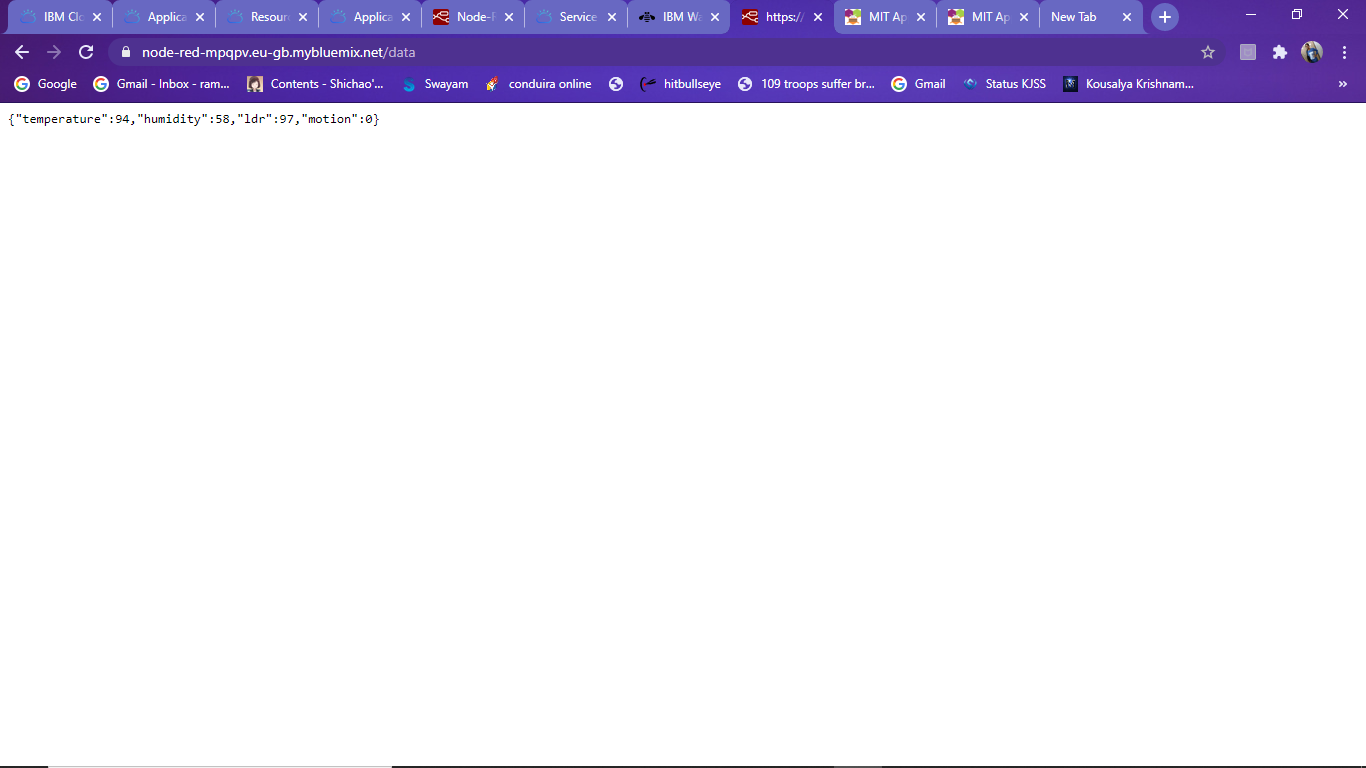 IBM Clo Applica Resourc Applica Node-R Service IBM Wa https:// MIT Ap MIT Ap New Tab
node-red-mpqpv.eu-gb.mybluemix.net/data
Google Gmail - Inbox - ram... Contents - Shichao'... Swayam conduira online hitbullseye 109 troops suffer br... Gmail Status KJSS Kousalya Krishnam... »
{"temperature":94,"humidity":58,"ldr":97,"motion":0}